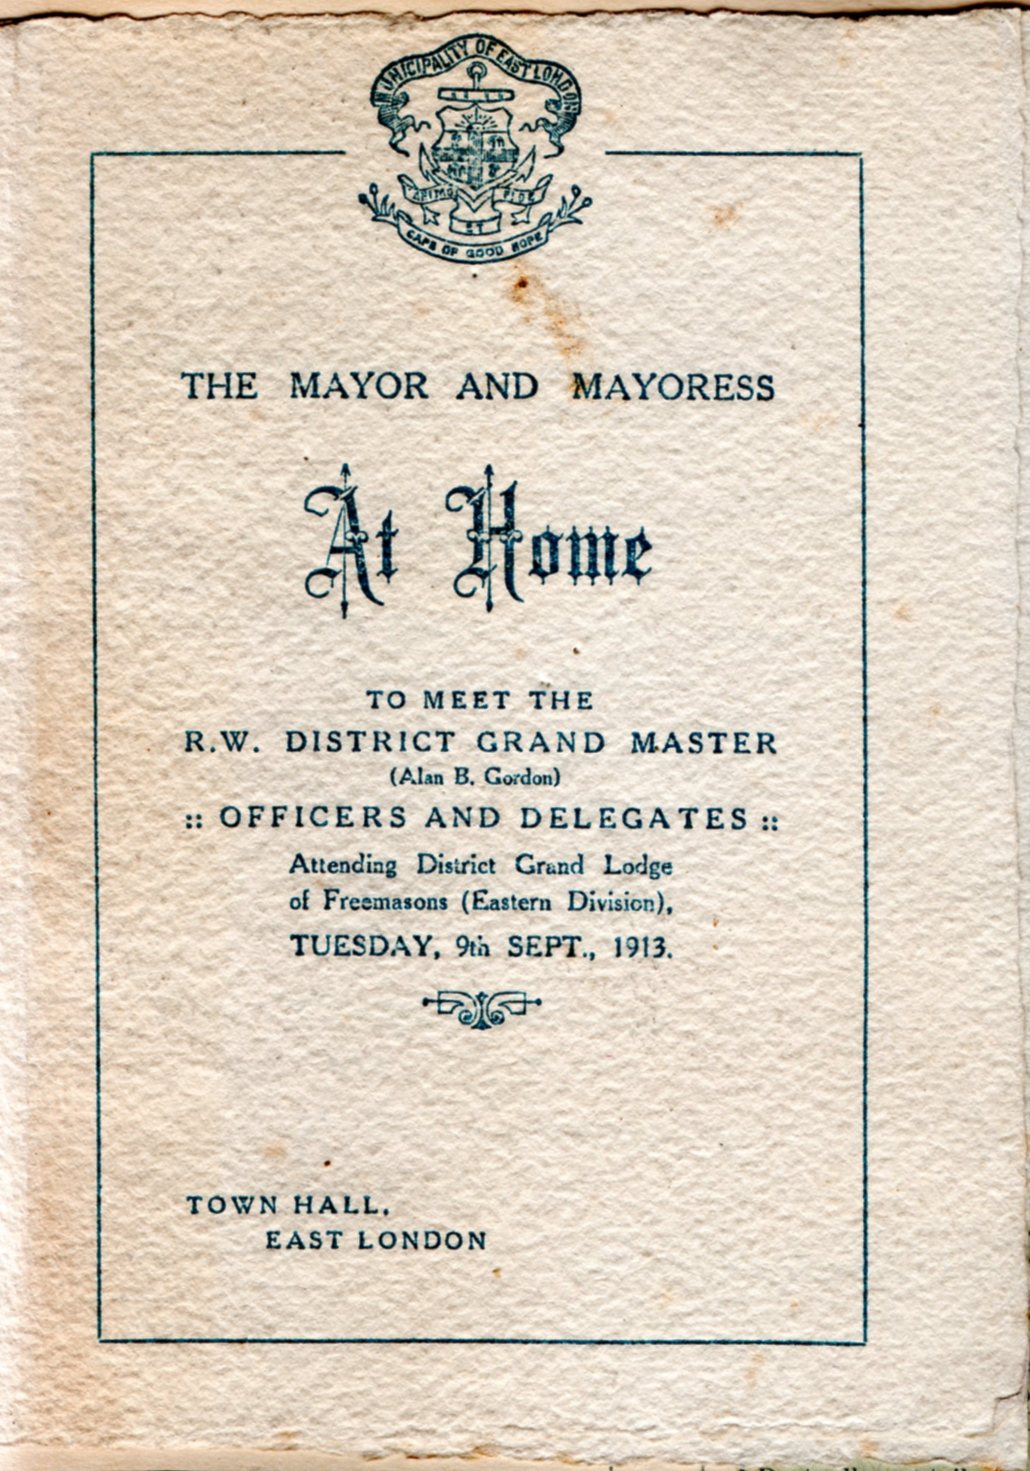 MUNICIPALITY OF EAST LONDON
ET
CAPE OF GOOD HOPE
THE MAYOR AND MAYORESS
At Home
TO MEET THE
R.W. DISTRICT GRAND MASTER
(Alan B. Gordon)
:: OFFICERS AND DELEGATES ::
Attending District Grand Lodge
of Freemasons (Eastern Division),
TUESDAY, 9th SEPT., 1913.
TOWN HALL,
EAST LONDON